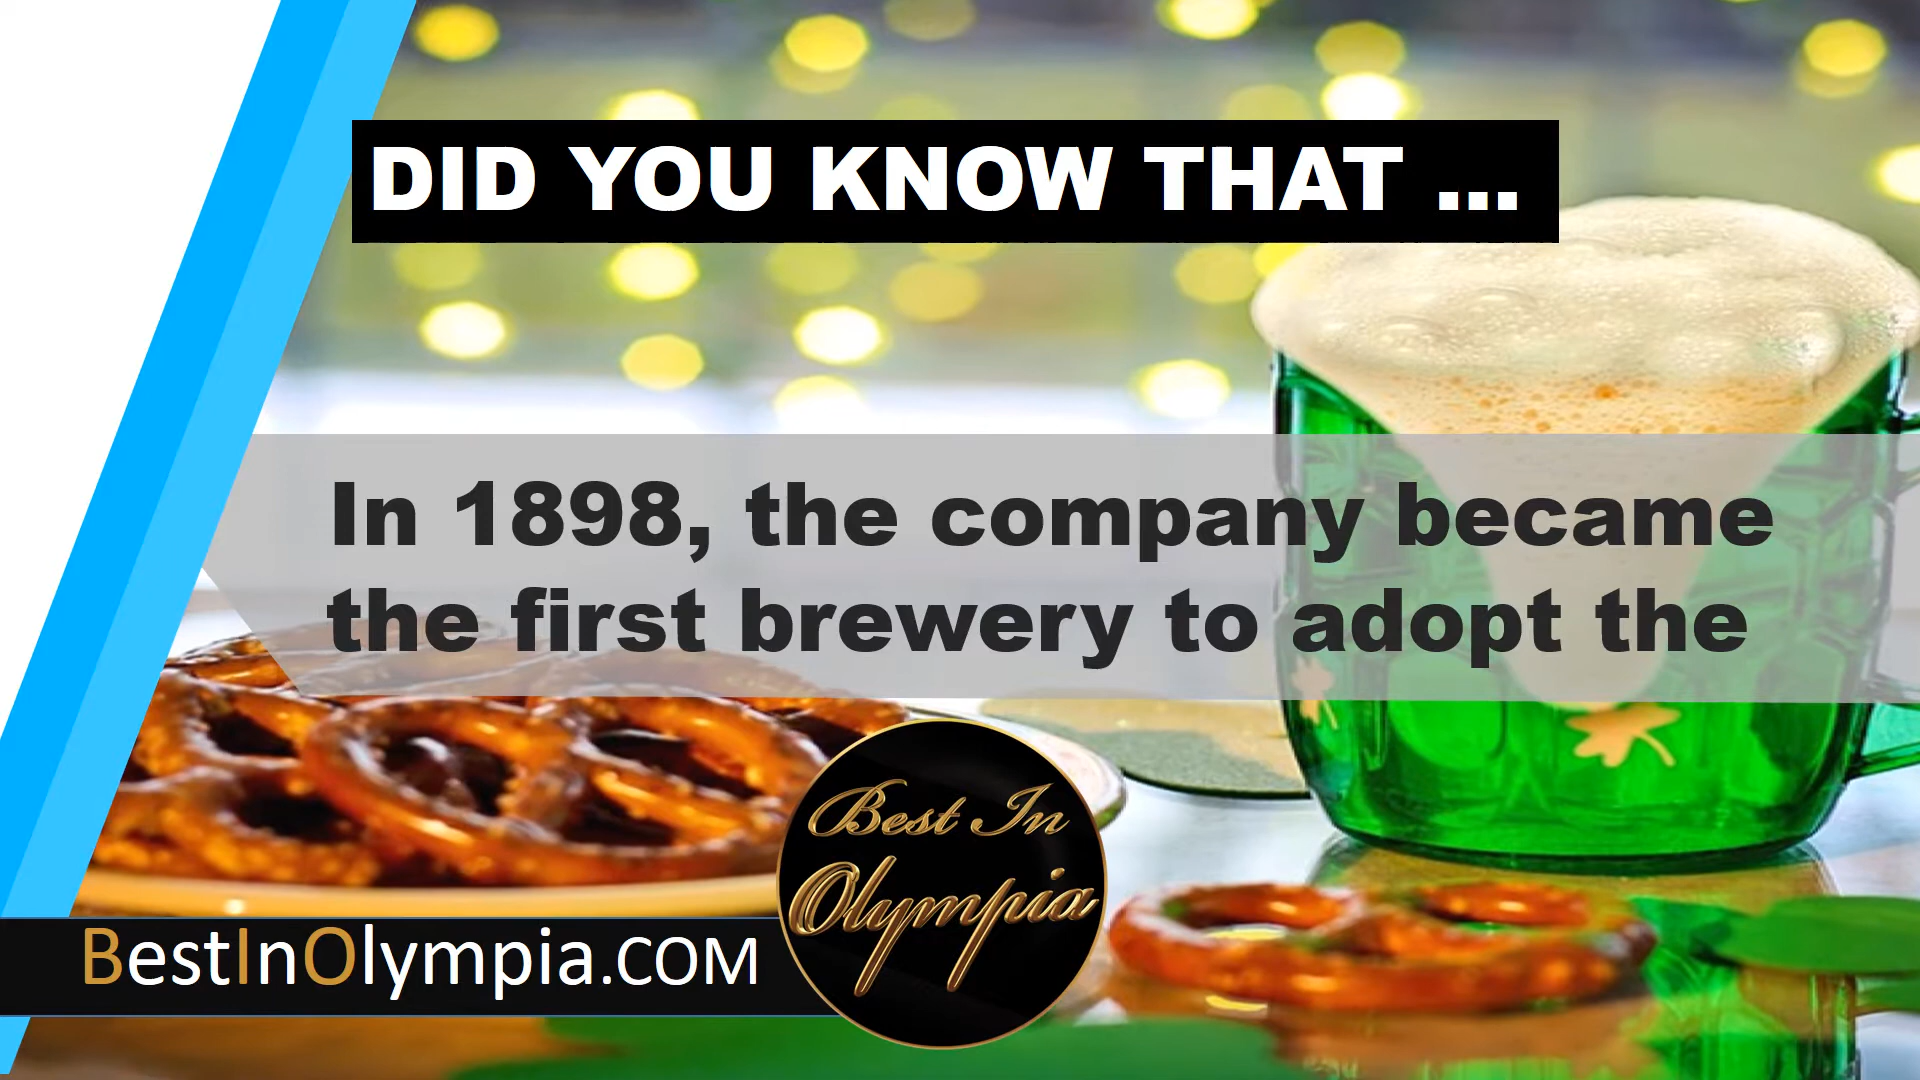 DID YOU KNOW THAT ...
In 1898, the company became
the first brewery to adopt the
Best In
Olympia
BestInOlympia.COM